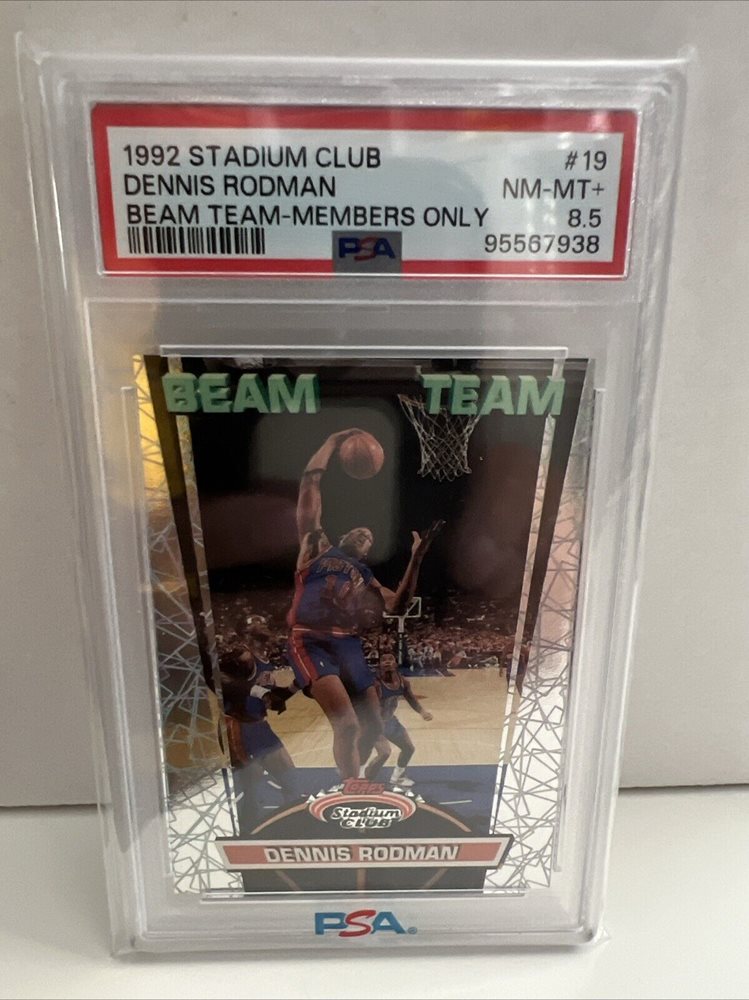 1992 STADIUM CLUB #19
DENNIS RODMAN NM-MT+
BEAM TEAM-MEMBERS ONLY 8.5
PSA 95567938
BEAM TEAM
Topps
Stadium
CLUB
DENNIS RODMAN
PSA®